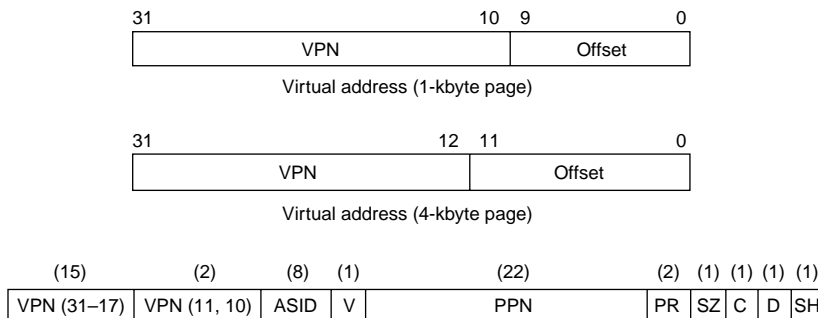 31 10 9 0
VPN Offset
Virtual address (1-kbyte page)
31 12 11 0
VPN Offset
Virtual address (4-kbyte page)
(15) (2) (8) (1) (22) (2) (1) (1) (1) (1)
VPN (31–17) VPN (11, 10) ASID V PPN PR SZ C D SH